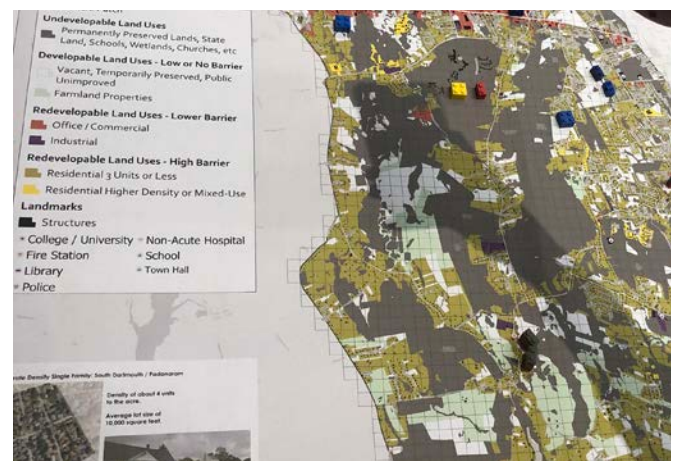 Undevelopable Land Uses
Permanently Preserved Lands, State
Land, Schools, Wetlands, Churches, etc
Developable Land Uses - Low or No Barrier
Vacant, Temporarily Preserved, Public
Unimproved
Farmland Properties
Redevelopable Land Uses - Lower Barrier
Office / Commercial
Industrial
Redevelopable Land Uses - High Barrier
Residential 3 Units or Less
Residential Higher Density or Mixed-Use
Landmarks
Structures
College / University Non-Acute Hospital
Fire Station School
Library Town Hall
Police
Density Single Family: South Dartmouth / Padanaram
Density of about 4 units
to the acre.
Average lot size of
10,000 square feet.